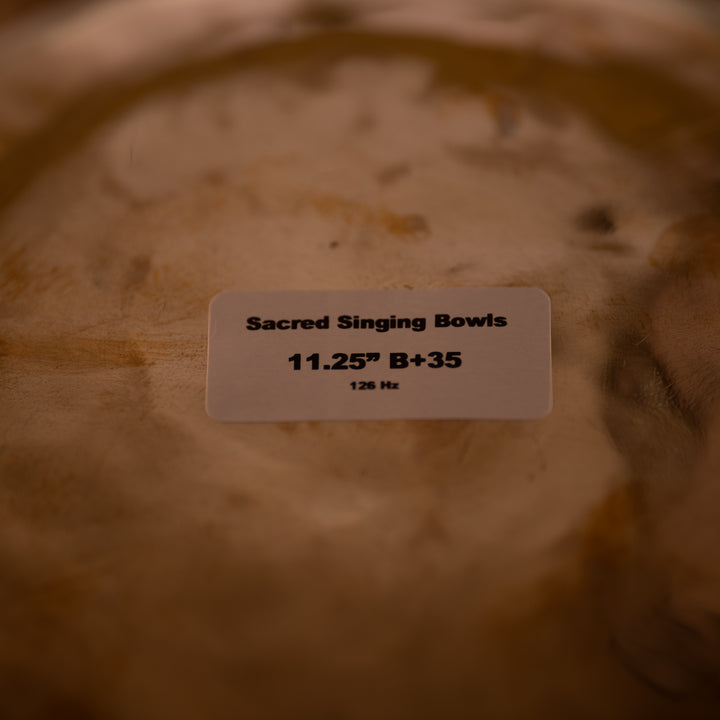 Sacred Singing Bowls
11.25” B+35
126 Hz